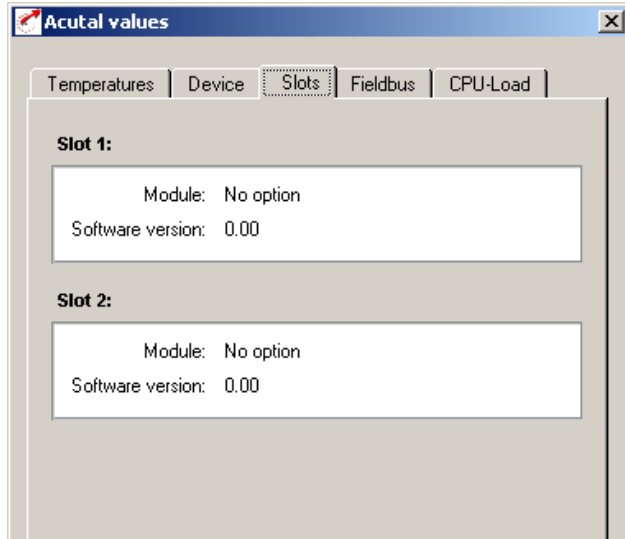 Acutal values
Temperatures Device Slots Fieldbus CPU-Load
Slot 1:
Module: No option
Software version: 0.00
Slot 2:
Module: No option
Software version: 0.00